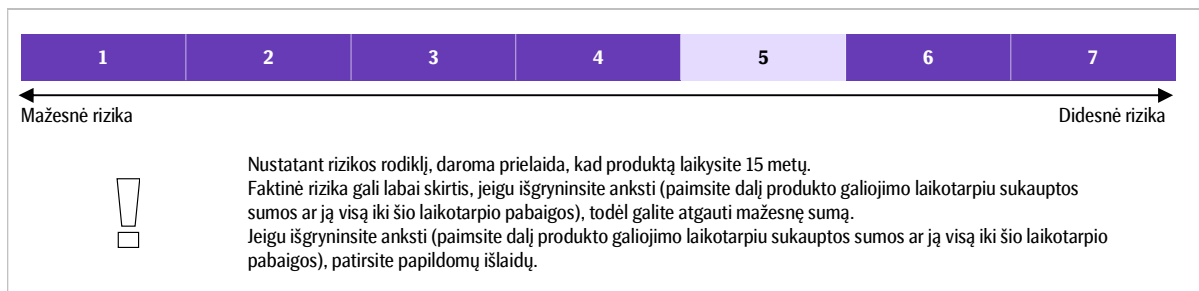 1 2 3 4 5 6 7
Mažesnė rizika Didesnė rizika
Nustatant rizikos rodiklį, daroma prielaida, kad produktą laikysite 15 metų.
Faktinė rizika gali labai skirtis, jeigu išgryninsite anksti (paimsite dalį produkto galiojimo laikotarpiu sukauptos
sumos ar ją visą iki šio laikotarpio pabaigos), todėl galite atgauti mažesnę sumą.
Jeigu išgryninsite anksti (paimsite dalį produkto galiojimo laikotarpiu sukauptos sumos ar ją visą iki šio laikotarpio
pabaigos), patirsite papildomų išlaidų.